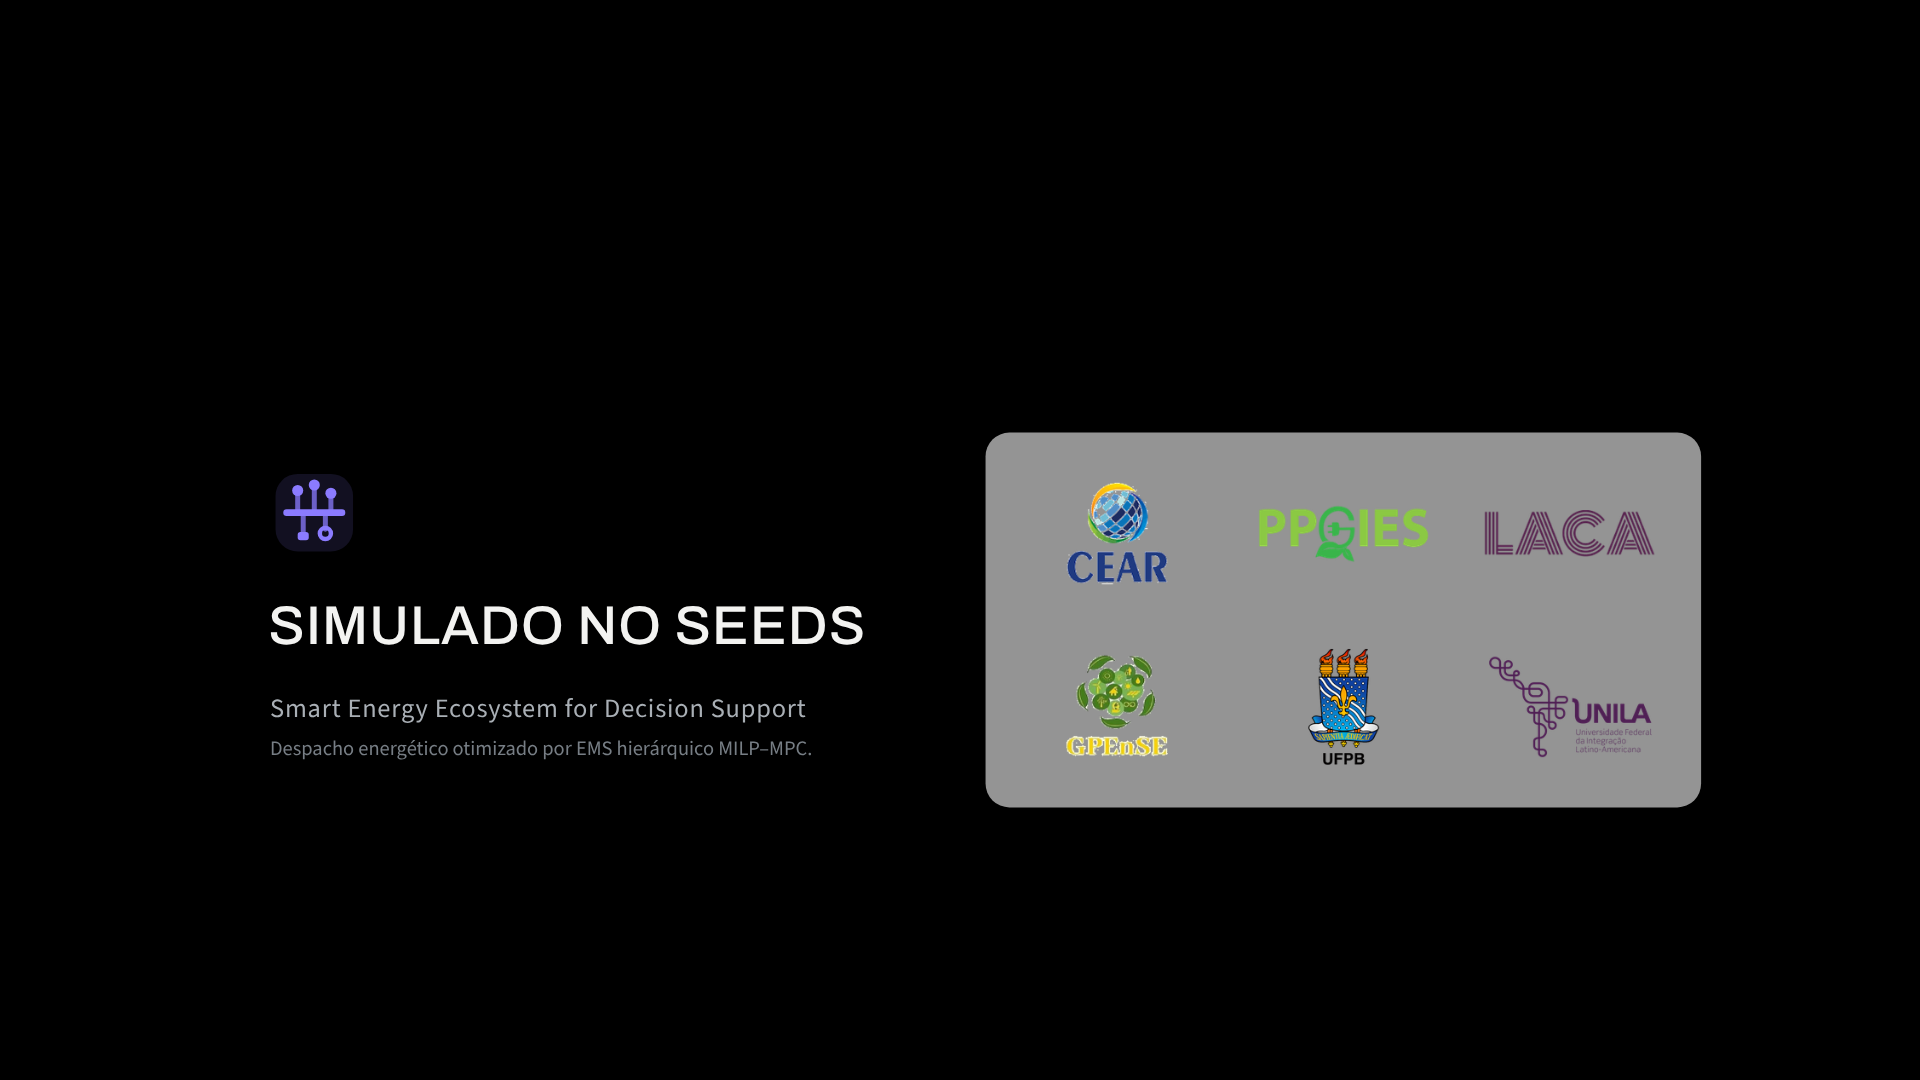 SIMULADO NO SEEDS
Smart Energy Ecosystem for Decision Support
Despacho energético otimizado por EMS hierárquico MILP–MPC.
CEAR
PPGIES
LACA
GPEnSE
UFPB
UNILA
Universidade Federal
da Integração
Latino-Americana